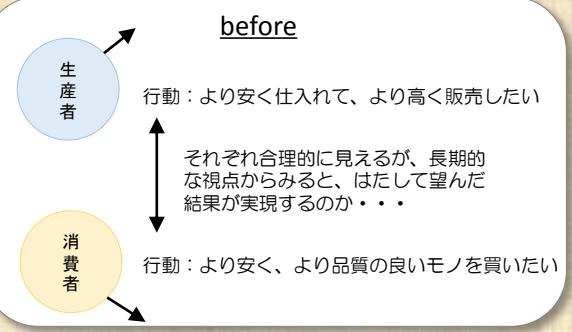 before
生産者
行動：より安く仕入れて、より高く販売したい
それぞれ合理的に見えるが、長期的
な視点からみると、はたして望んだ
結果が実現するのか・・・
消費者
行動：より安く、より品質の良いモノを買いたい